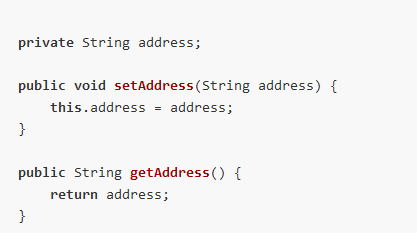 private String address;
public void setAddress(String address) {
    this.address = address;
}
public String getAddress() {
    return address;
}